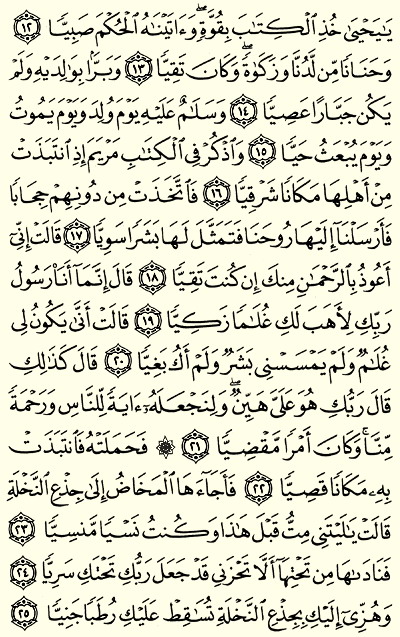 يَٰيَحۡيَىٰ خُذِ ٱلۡكِتَٰبَ بِقُوَّةٖۖ وَءَاتَيۡنَٰهُ ٱلۡحُكۡمَ صَبِيّٗا ١٢
وَحَنَانٗا مِّن لَّدُنَّا وَزَكَوٰةٗۖ وَكَانَ تَقِيّٗا ١٣ وَبَرَّۢا بِوَٰلِدَيۡهِ وَلَمۡ
يَكُن جَبَّارًا عَصِيّٗا ١٤ وَسَلَٰمٌ عَلَيۡهِ يَوۡمَ وُلِدَ وَيَوۡمَ يَمُوتُ
وَيَوۡمَ يُبۡعَثُ حَيّٗا ١٥ وَٱذۡكُرۡ فِي ٱلۡكِتَٰبِ مَرۡيَمَ إِذِ ٱنتَبَذَتۡ
مِنۡ أَهۡلِهَا مَكَانٗا شَرۡقِيّٗا ١٦ فَٱتَّخَذَتۡ مِن دُونِهِمۡ حِجَابٗا
فَأَرۡسَلۡنَآ إِلَيۡهَا رُوحَنَا فَتَمَثَّلَ لَهَا بَشَرٗا سَوِيّٗا ١٧ قَالَتۡ إِنِّيٓ
أَعُوذُ بِٱلرَّحۡمَٰنِ مِنكَ إِن كُنتَ تَقِيّٗا ١٨ قَالَ إِنَّمَآ أَنَا۠ رَسُولُ
رَبِّكِ لِأَهَبَ لَكِ غُلَٰمٗا زَكِيّٗا ١٩ قَالَتۡ أَنَّىٰ يَكُونُ لِي
غُلَٰمٞ وَلَمۡ يَمۡسَسۡنِي بَشَرٞ وَلَمۡ أَكُ بَغِيّٗا ٢٠ قَالَ كَذَٰلِكِ
قَالَ رَبُّكِ هُوَ عَلَيَّ هَيِّنٞۖ وَلِنَجۡعَلَهُۥٓ ءَايَةٗ لِّلنَّاسِ وَرَحۡمَةٗ
مِّنَّاۚ وَكَانَ أَمۡرٗا مَّقۡضِيّٗا ٢١ ۞ فَحَمَلَتۡهُ فَٱنتَبَذَتۡ
بِهِۦ مَكَانٗا قَصِيّٗا ٢٢ فَأَجَآءَهَا ٱلۡمَخَاضُ إِلَىٰ جِذۡعِ ٱلنَّخۡلَةِ
قَالَتۡ يَٰلَيۡتَنِي مِتُّ قَبۡلَ هَٰذَا وَكُنتُ نَسۡيٗا مَّنسِيّٗا ٢٣
فَنَادَىٰهَا مِن تَحۡتِهَآ أَلَّا تَحۡزَنِي قَدۡ جَعَلَ رَبُّكِ تَحۡتَكِ سَرِيّٗا ٢٤
وَهُزِّيٓ إِلَيۡكِ بِجِذۡعِ ٱلنَّخۡلَةِ تُسَٰقِطۡ عَلَيۡكِ رُطَبٗا جَنِيّٗا ٢٥